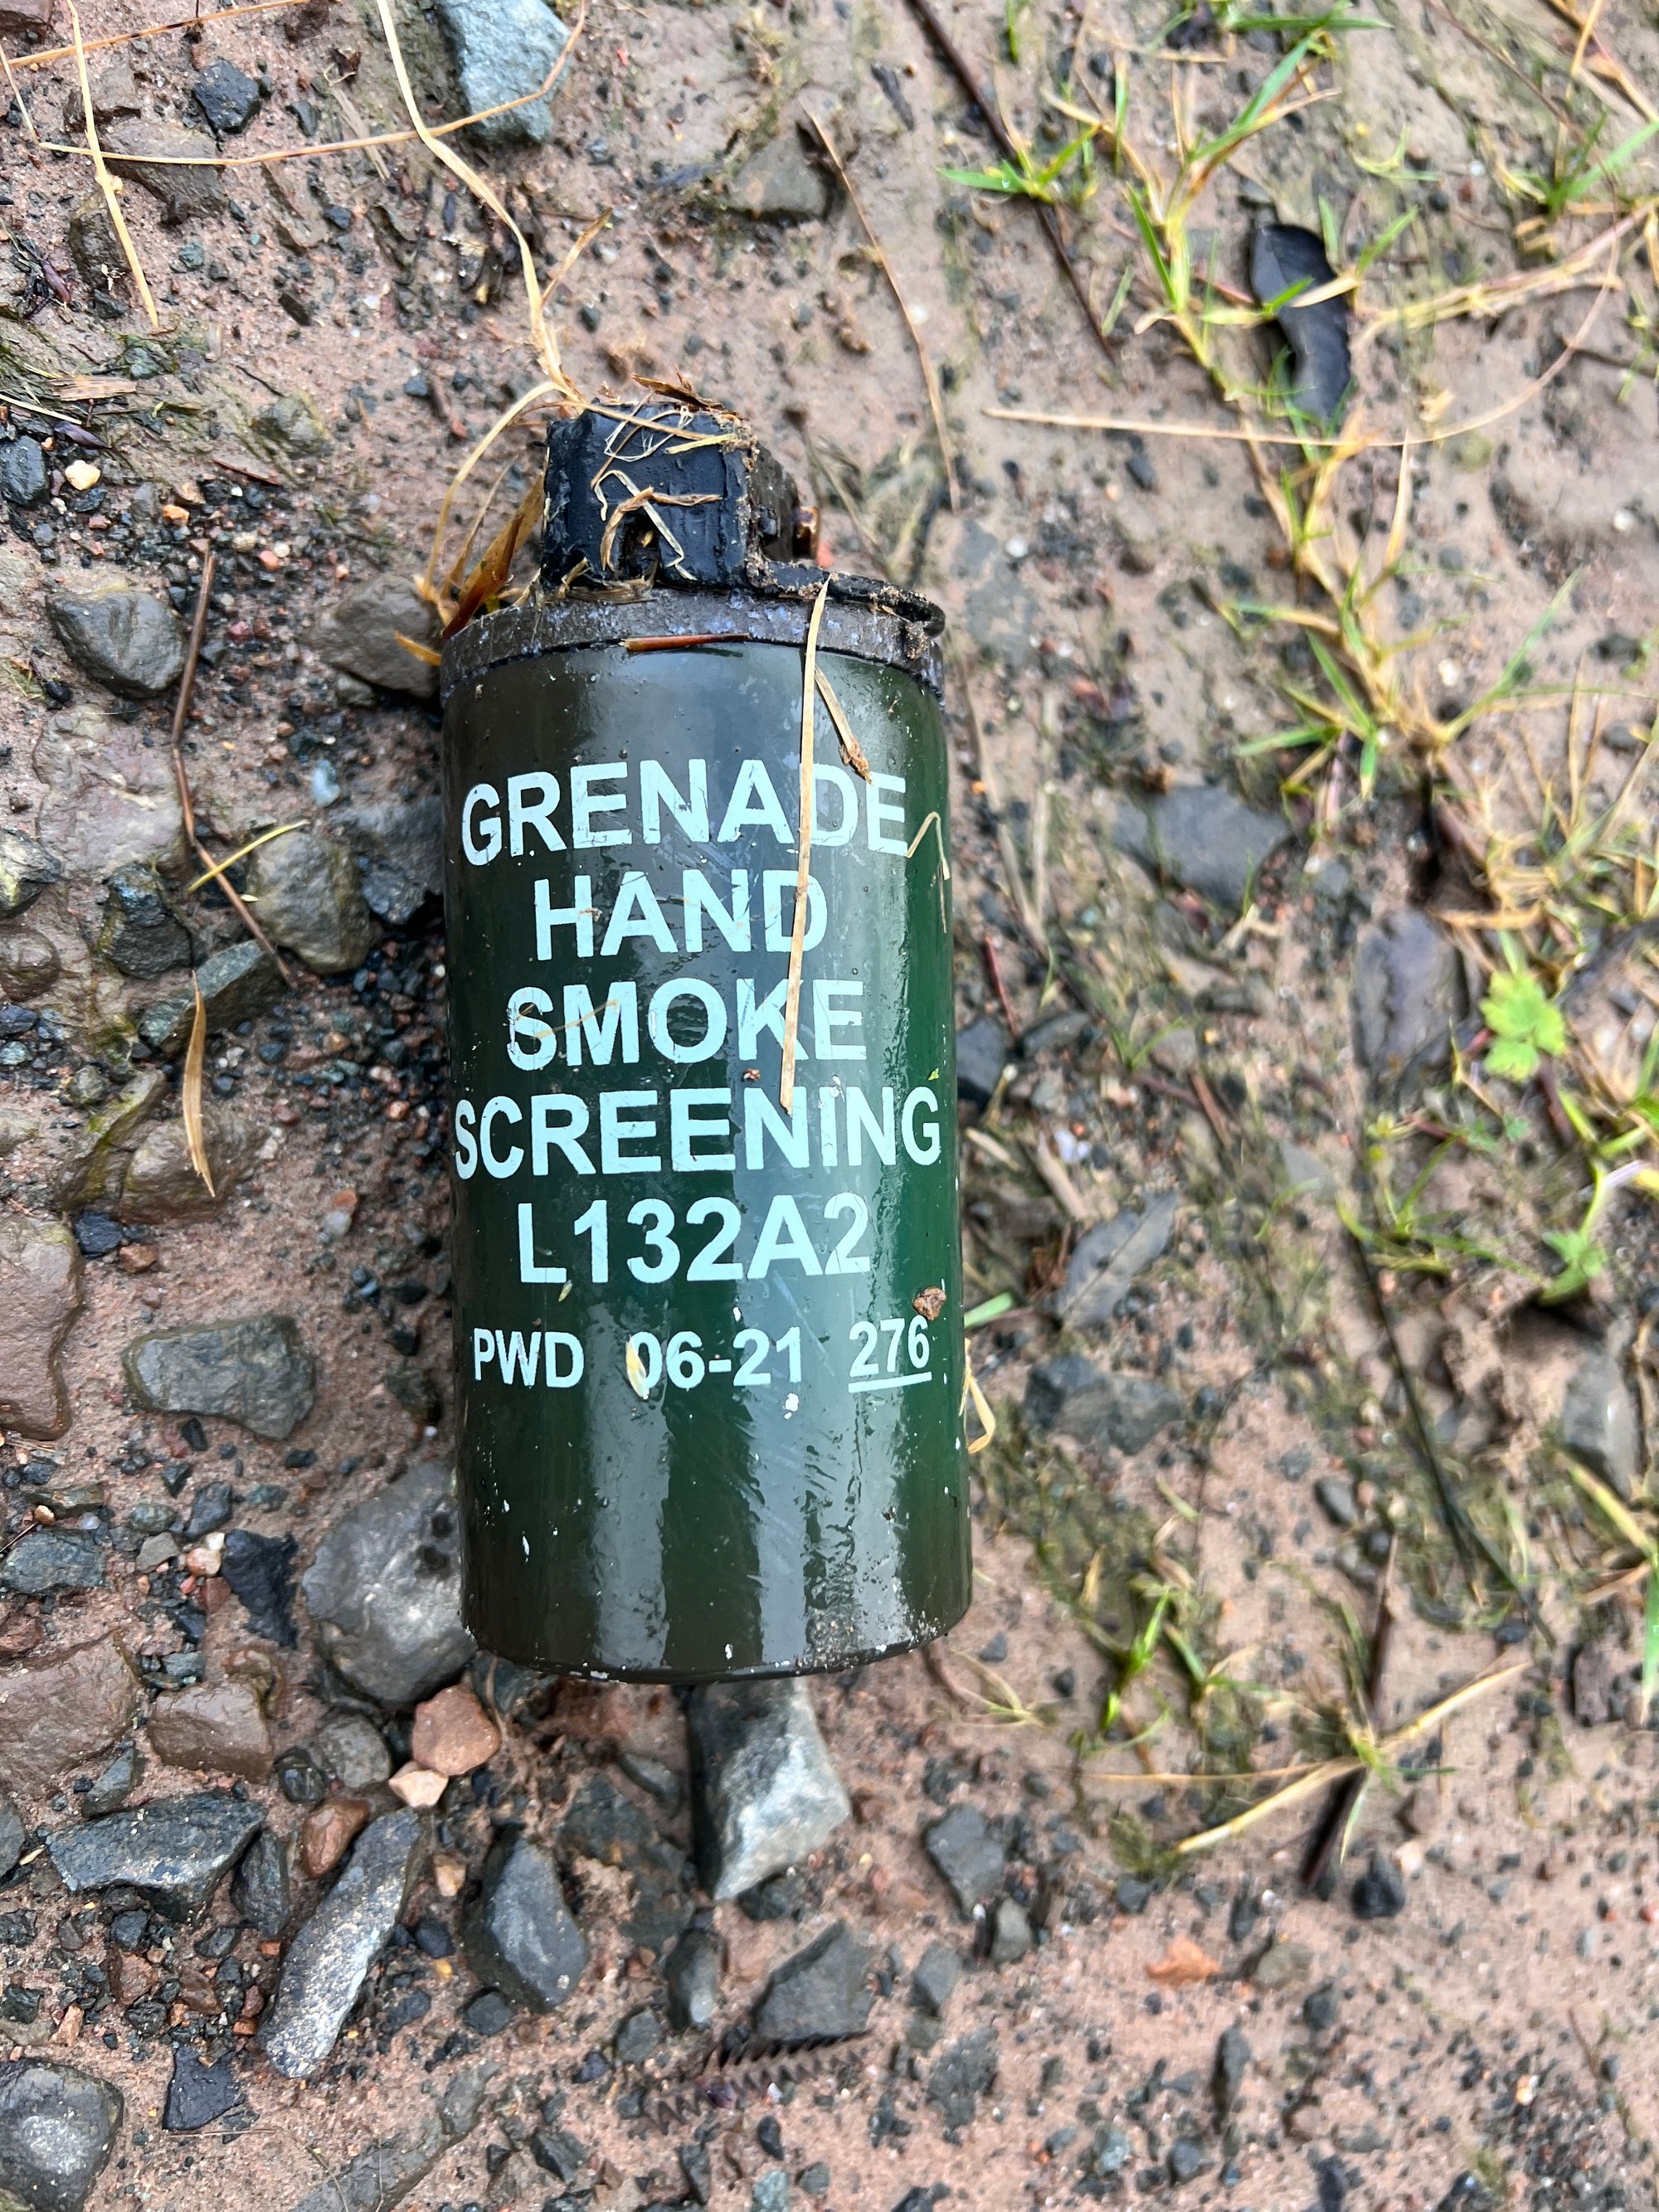 GRENADE
HAND
SMOKE
SCREENING
L132A2
PWD 06-21 276